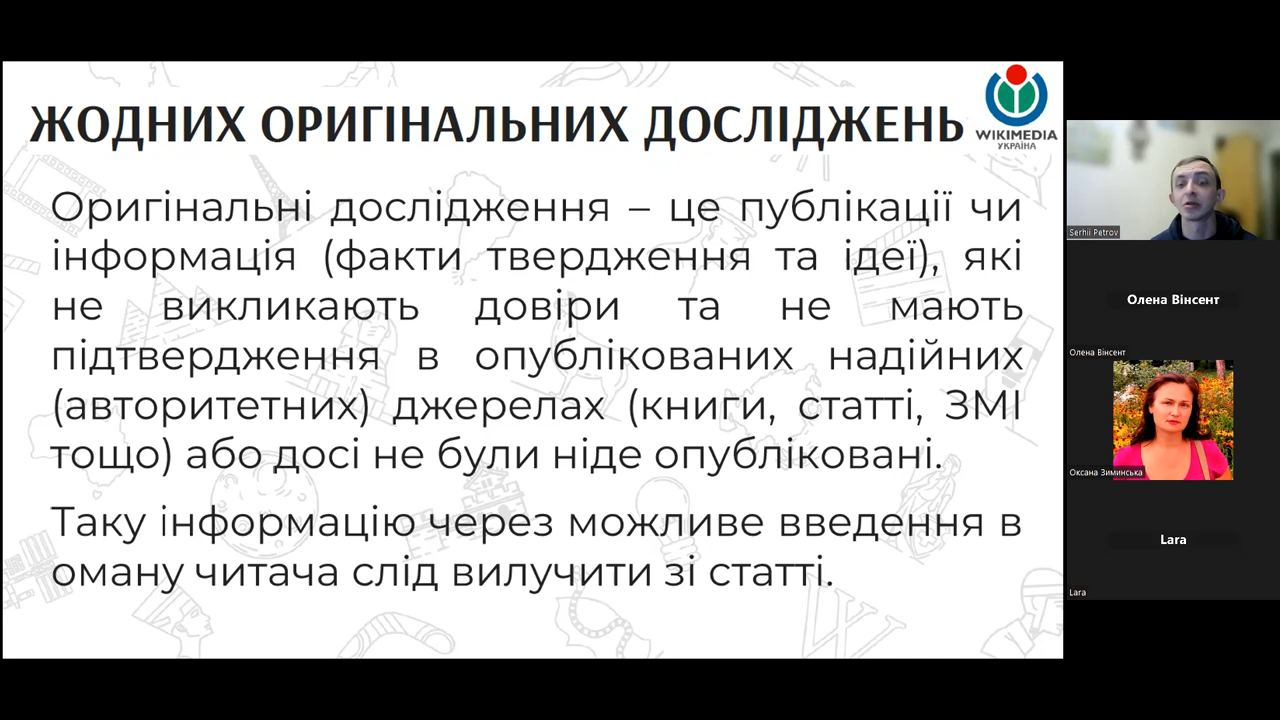 ЖОДНИХ ОРИГІНАЛЬНИХ ДОСЛІДЖЕНЬ
WIKIMEDIA
УКРАЇНА
Оригінальні дослідження – це публікації чи
інформація (факти твердження та ідеї), які
не викликають довіри та не мають
підтвердження в опублікованих надійних
(авторитетних) джерелах (книги, статті, ЗМІ
тощо) або досі не були ніде опубліковані.
Таку інформацію через можливе введення в
оману читача слід вилучити зі статті.
Serhii Petrov
Олена Вінсент
Олена Вінсент
Оксана Зиминська
Lara
Lara